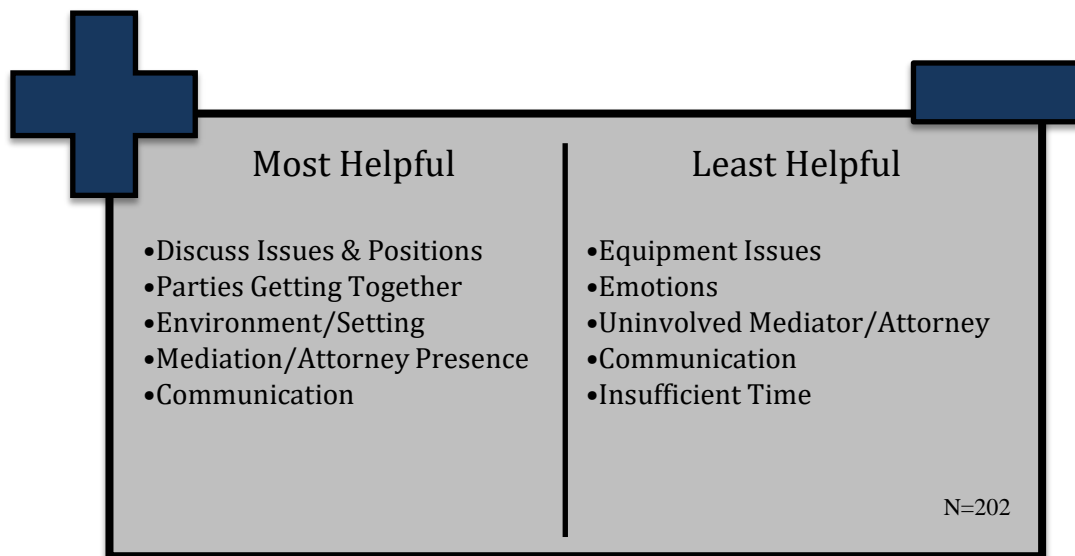 Most Helpful
•Discuss Issues & Positions
•Parties Getting Together
•Environment/Setting
•Mediation/Attorney Presence
•Communication
Least Helpful
•Equipment Issues
•Emotions
•Uninvolved Mediator/Attorney
•Communication
•Insufficient Time
N=202